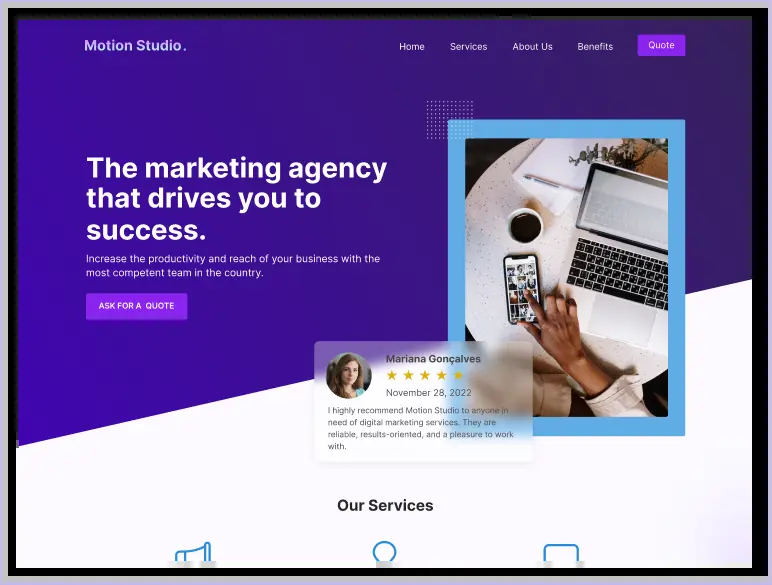 Motion Studio.
Home Services About Us Benefits Quote
The marketing agency
that drives you to
success.
Increase the productivity and reach of your business with the
most competent team in the country.
ASK FOR A QUOTE
Mariana Gonçalves
November 28, 2022
I highly recommend Motion Studio to anyone in
need of digital marketing services. They are
reliable, results-oriented, and a pleasure to work
with.
Our Services